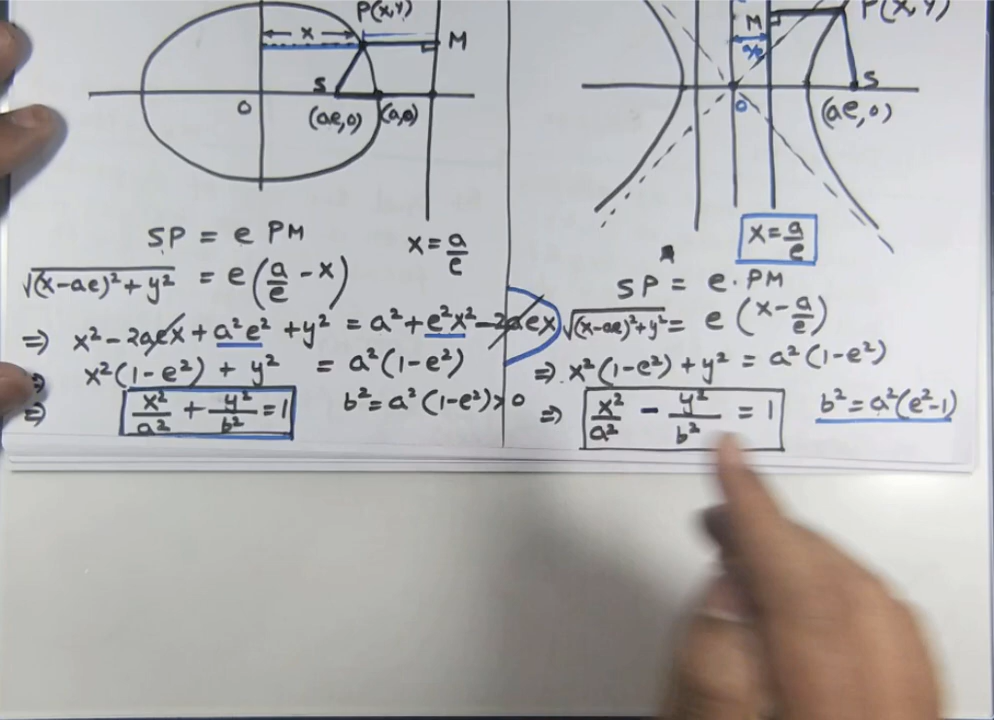 P(x,y)
x
M
S
O
(ae,0)
(a,0)
SP = e PM
x = a/e
√(x-ae)²+y² = e(a/e - x)
⇒ x² - 2aex + a²e² + y² = a² + e²x² - 2aex
⇒ x²(1-e²) + y² = a²(1-e²)
⇒ x²/a² + y²/b² = 1
b² = a²(1-e²) > 0
P(x,y)
M
S
O
(ae,0)
x = a/e
SP = e. PM
√(x-ae)²+y² = e(x - a/e)
⇒ x²(1-e²) + y² = a²(1-e²)
⇒ x²/a² - y²/b² = 1
b² = a²(e²-1)